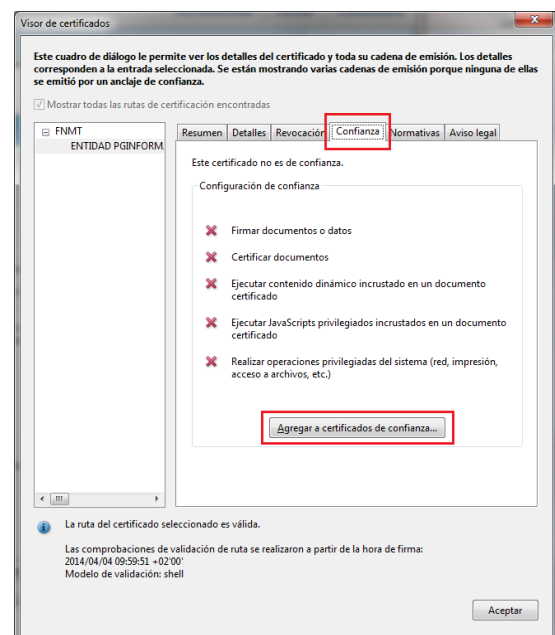 Visor de certificados
Este cuadro de diálogo le permite ver los detalles del certificado y toda su cadena de emisión. Los detalles
corresponden a la entrada seleccionada. Se están mostrando varias cadenas de emisión porque ninguna de ellas
se emitió por un anclaje de confianza.
Mostrar todas las rutas de certificación encontradas
FNMT
ENTIDAD PGINFORM
Resumen Detalles Revocación Confianza Normativas Aviso legal
Este certificado no es de confianza.
Configuración de confianza
Firmar documentos o datos
Certificar documentos
Ejecutar contenido dinámico incrustado en un documento
certificado
Ejecutar JavaScripts privilegiados incrustados en un documento
certificado
Realizar operaciones privilegiadas del sistema (red, impresión,
acceso a archivos, etc.)
Agregar a certificados de confianza...
La ruta del certificado seleccionado es válida.
Las comprobaciones de validación de ruta se realizaron a partir de la hora de firma:
2014/04/04 09:59:51 +02'00'
Modelo de validación: shell
Aceptar